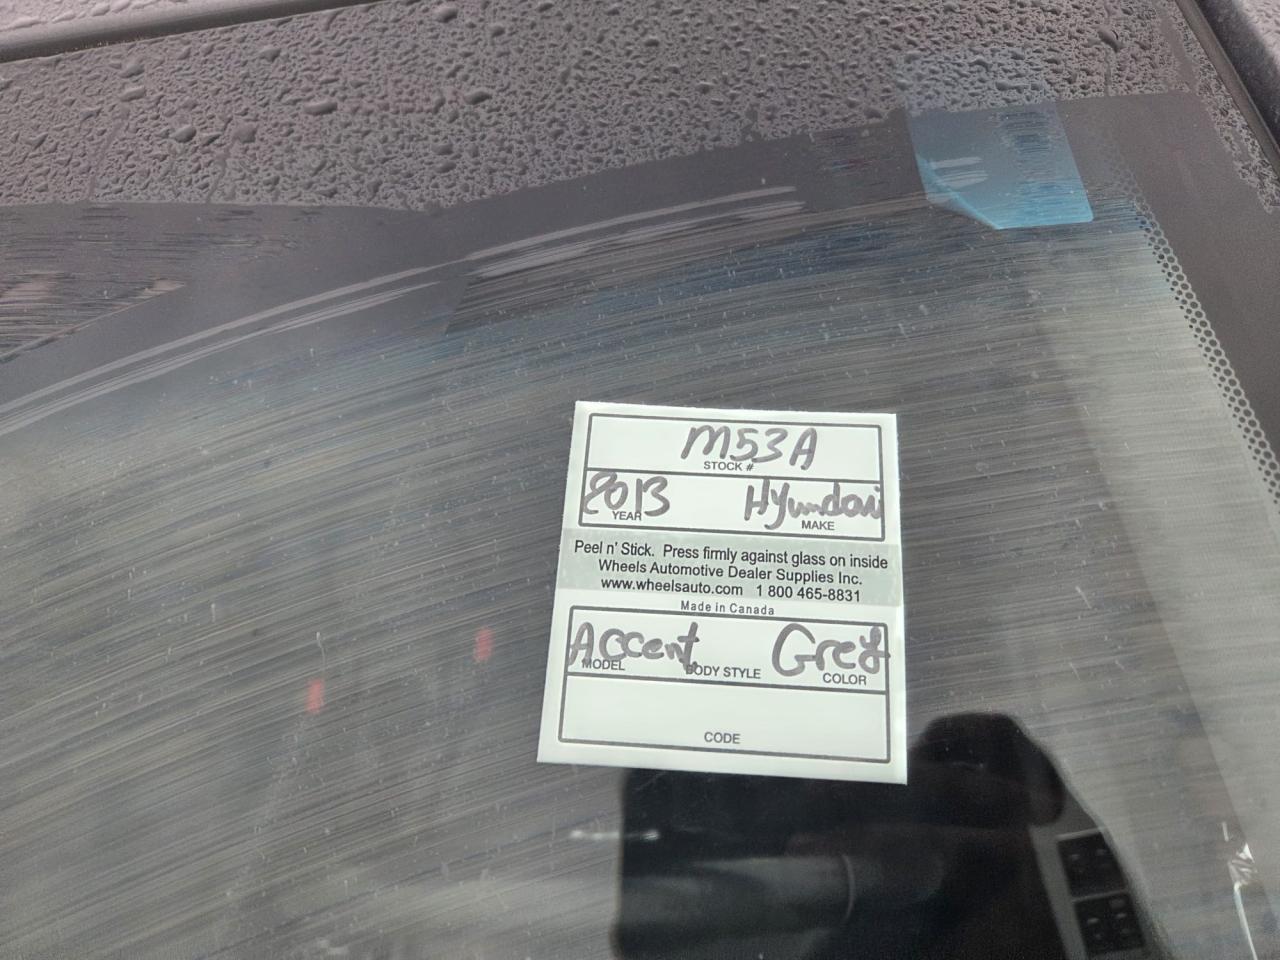 M53A
STOCK #
2013 Hyundai
YEAR MAKE
Peel n' Stick. Press firmly against glass on inside
Wheels Automotive Dealer Supplies Inc.
www.wheelsauto.com 1 800 465-8831
Made in Canada
Accent Grey
MODEL BODY STYLE COLOR
CODE